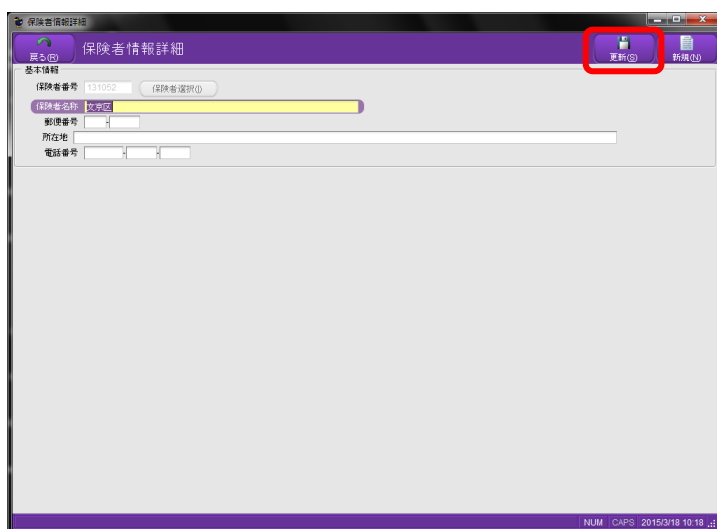 保険者情報詳細
戻る(R) 保険者情報詳細 更新(S) 新規(N)
基本情報
保険者番号 131052 保険者選択(I)
保険者名称 文京区
郵便番号 -
所在地
電話番号 - -
NUM CAPS 2015/3/18 10:18